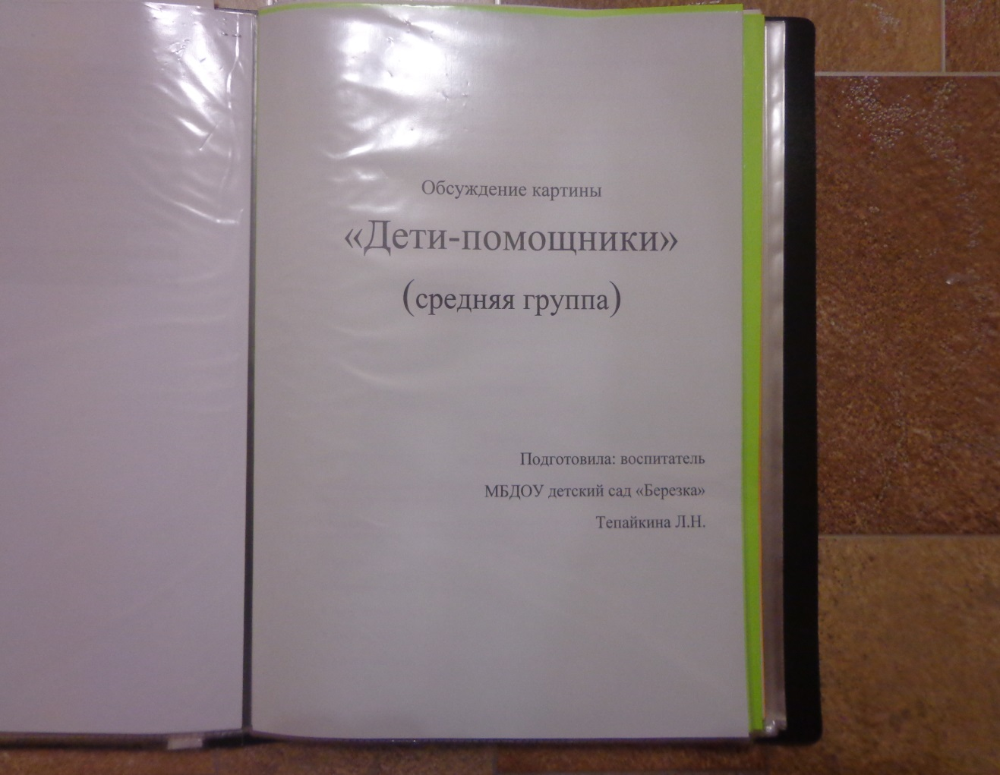 Обсуждение картины
«Дети-помощники»
(средняя группа)
Подготовила: воспитатель
МБДОУ детский сад «Березка»
Тепайкина Л.Н.